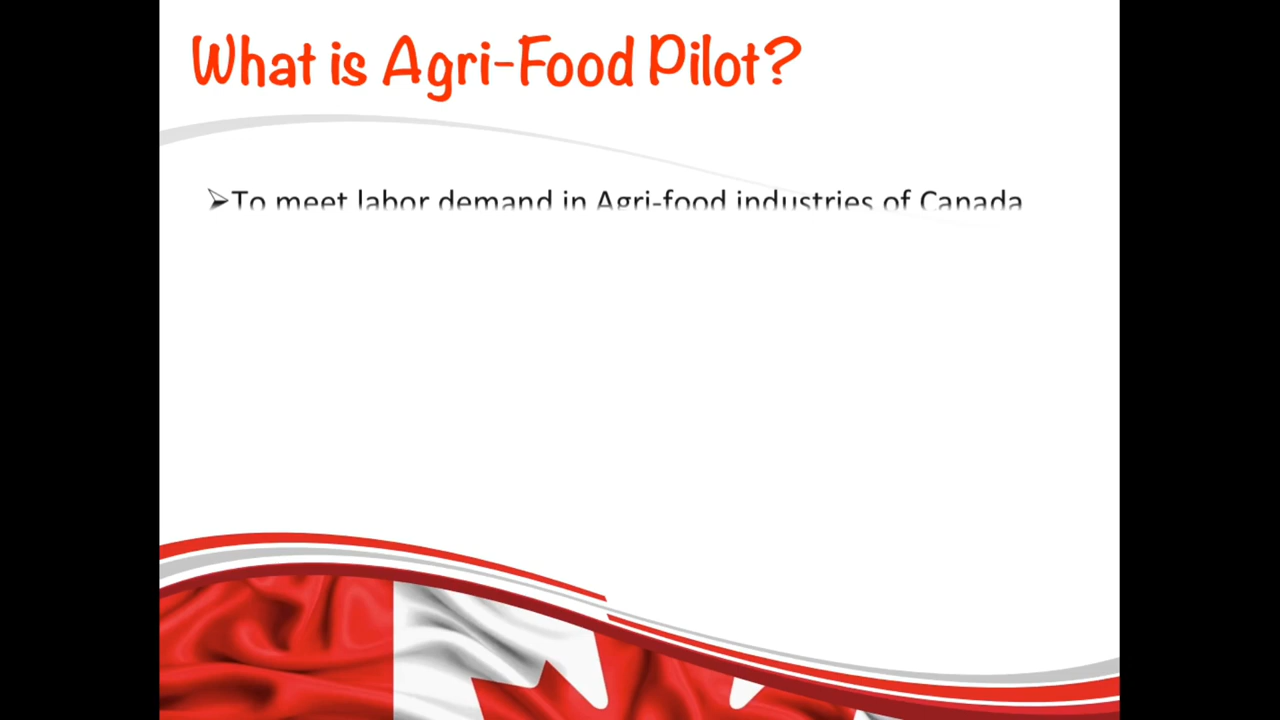 What is Agri-Food Pilot?
➢To meet labor demand in Agri-food industries of Canada